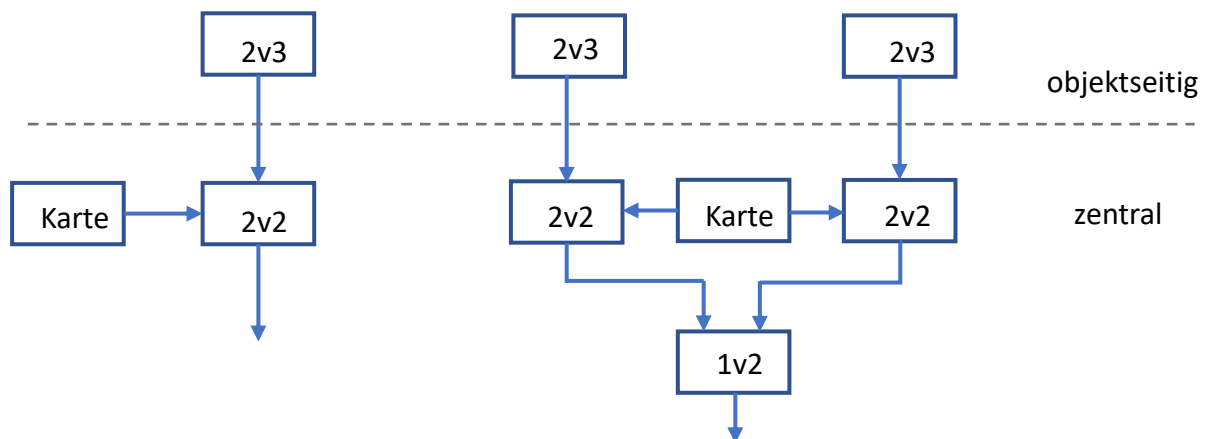 2v3
2v3
2v3
objektseitig
Karte
2v2
2v2
Karte
2v2
zentral
1v2